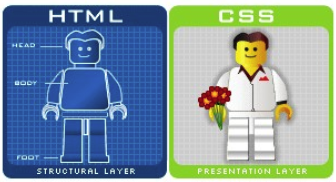 HTML
HEAD
BODY
FOOT
STRUCTURAL LAYER
CSS
PRESENTATION LAYER